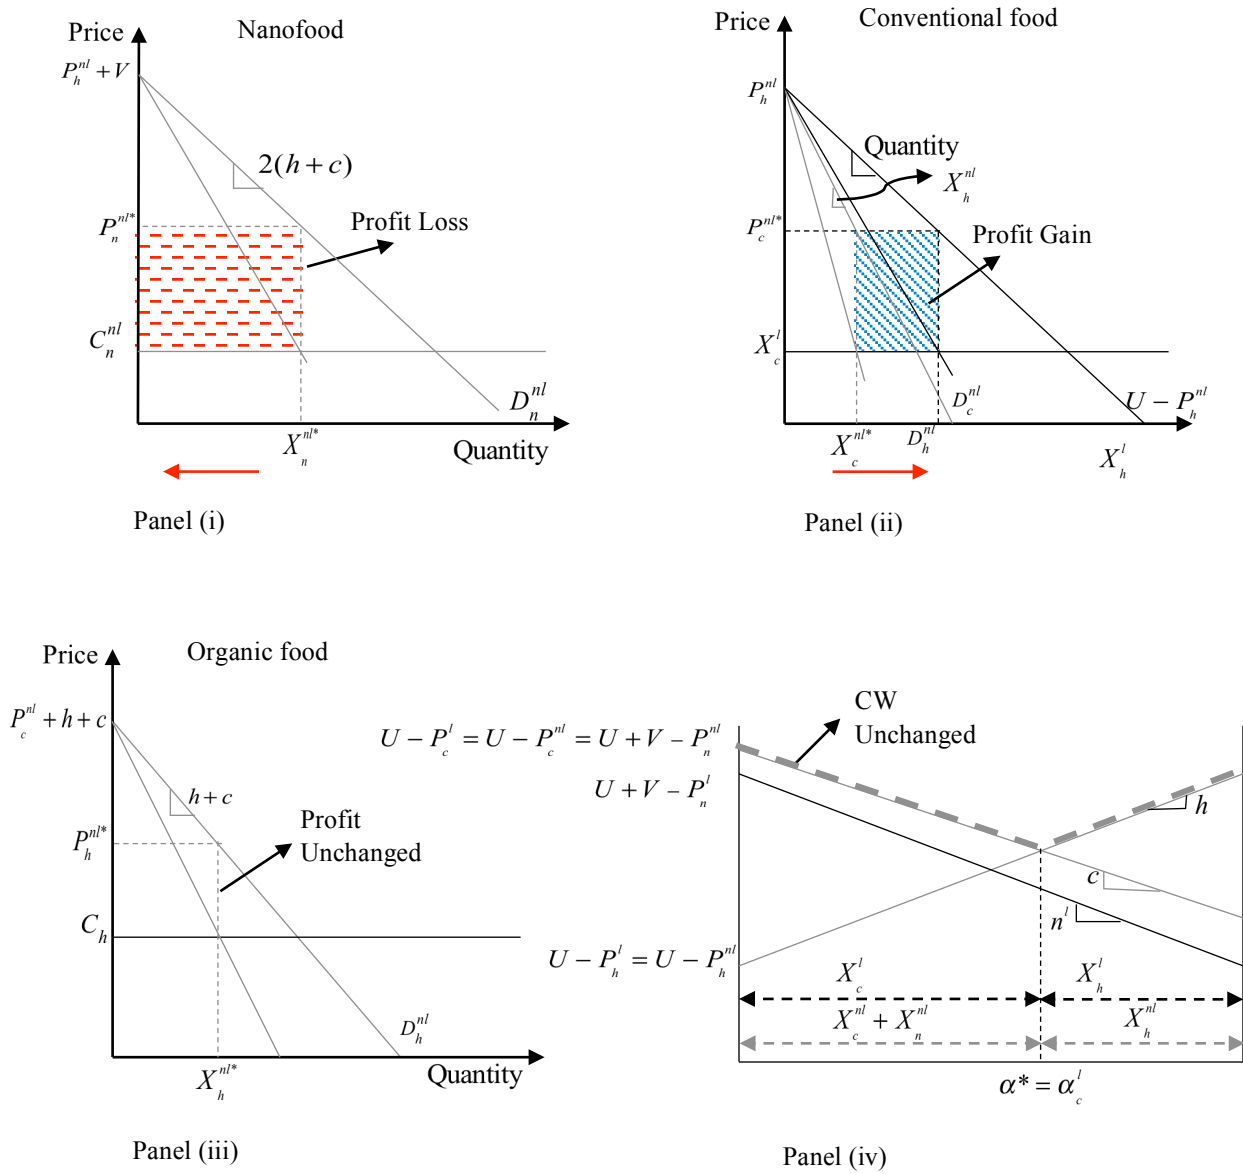 Price
Nanofood
P_h^{nl} + V
2(h + c)
P_n^{nl*}
Profit Loss
C_n^{nl}
D_n^{nl}
X_n^{nl*}
Quantity
Panel (i)
Price
Conventional food
P_h^{nl}
Quantity
X_h^{nl}
P_c^{nl*}
Profit Gain
X_c^l
D_c^{nl}
U − P_h^{nl}
X_c^{nl*}
D_h^{nl}
X_h^l
Panel (ii)
Price
Organic food
P_c^{nl} + h + c
h + c
P_h^{nl*}
Profit
Unchanged
C_h
D_h^{nl}
X_h^{nl*}
Quantity
Panel (iii)
CW
Unchanged
U − P_c^l = U − P_c^{nl} = U + V − P_n^{nl}
U + V − P_n^l
h
c
n^l
U − P_h^l = U − P_h^{nl}
X_c^l
X_h^l
X_c^{nl} + X_n^{nl}
X_h^{nl}
α* = α_c^l
Panel (iv)